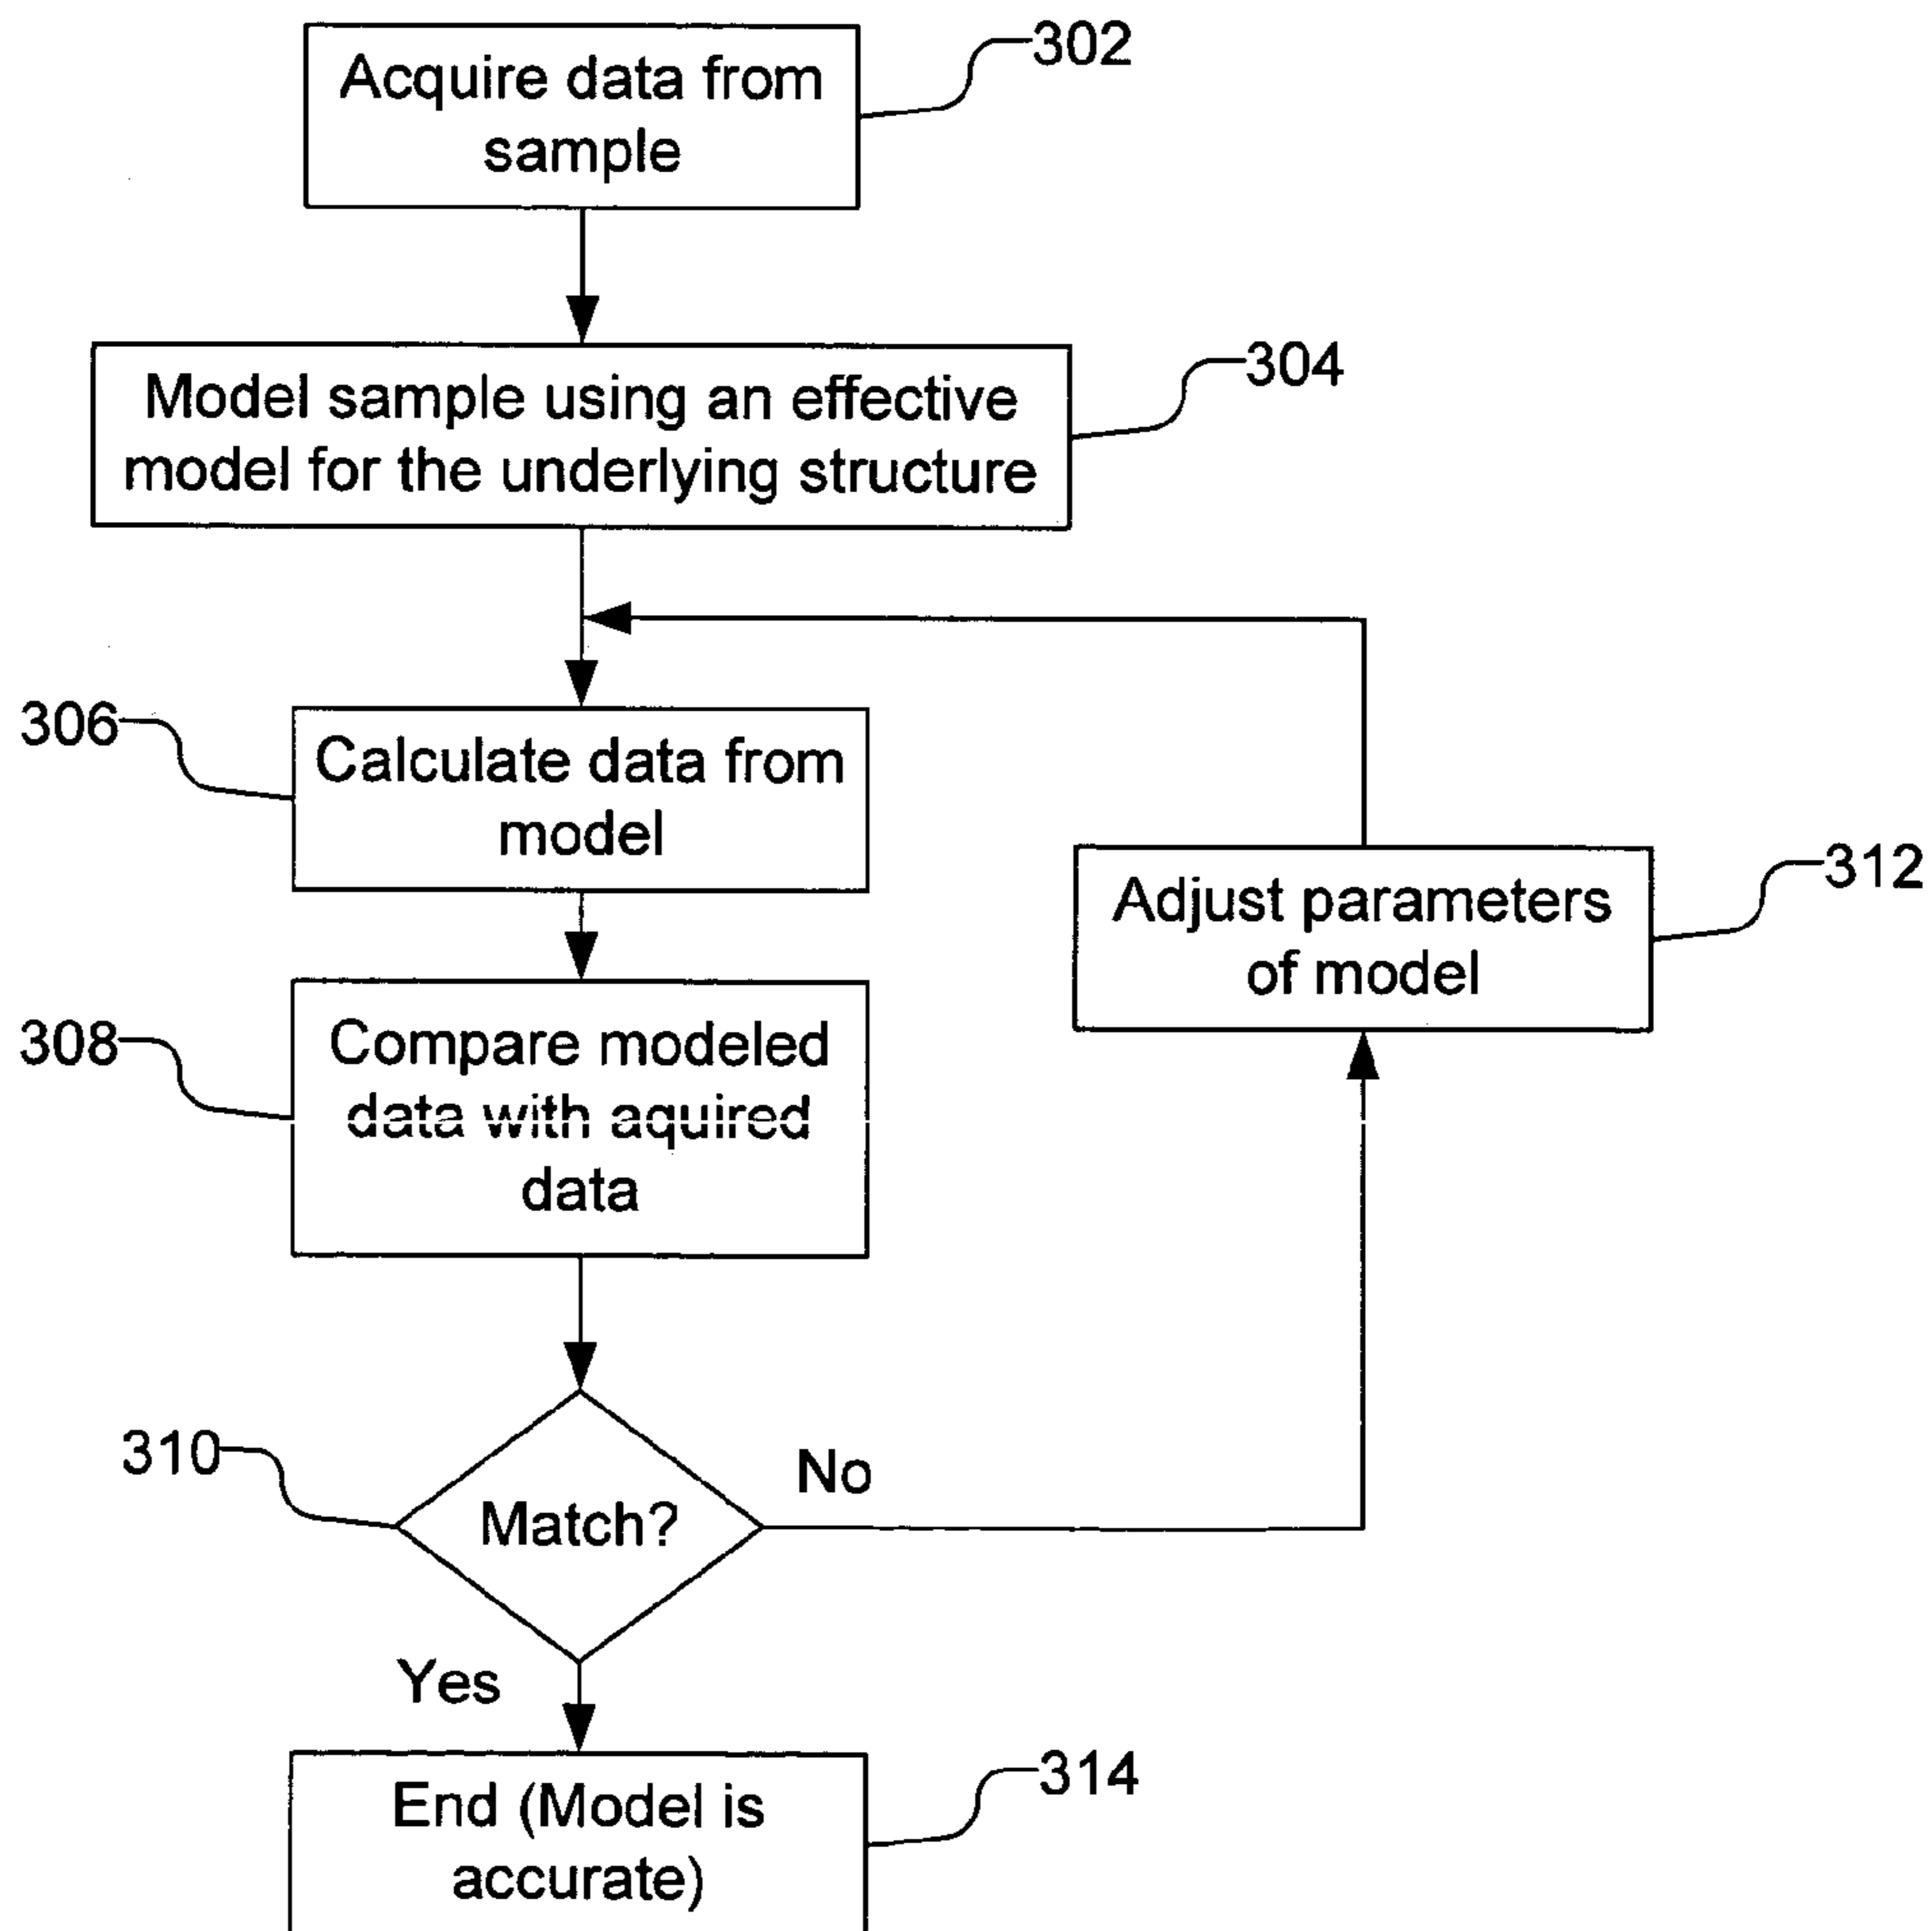 302
Acquire data from
sample
304
Model sample using an effective
model for the underlying structure
306
Calculate data from
model
312
Adjust parameters
of model
308
Compare modeled
data with aquired
data
310
Match?
No
Yes
314
End (Model is
accurate)